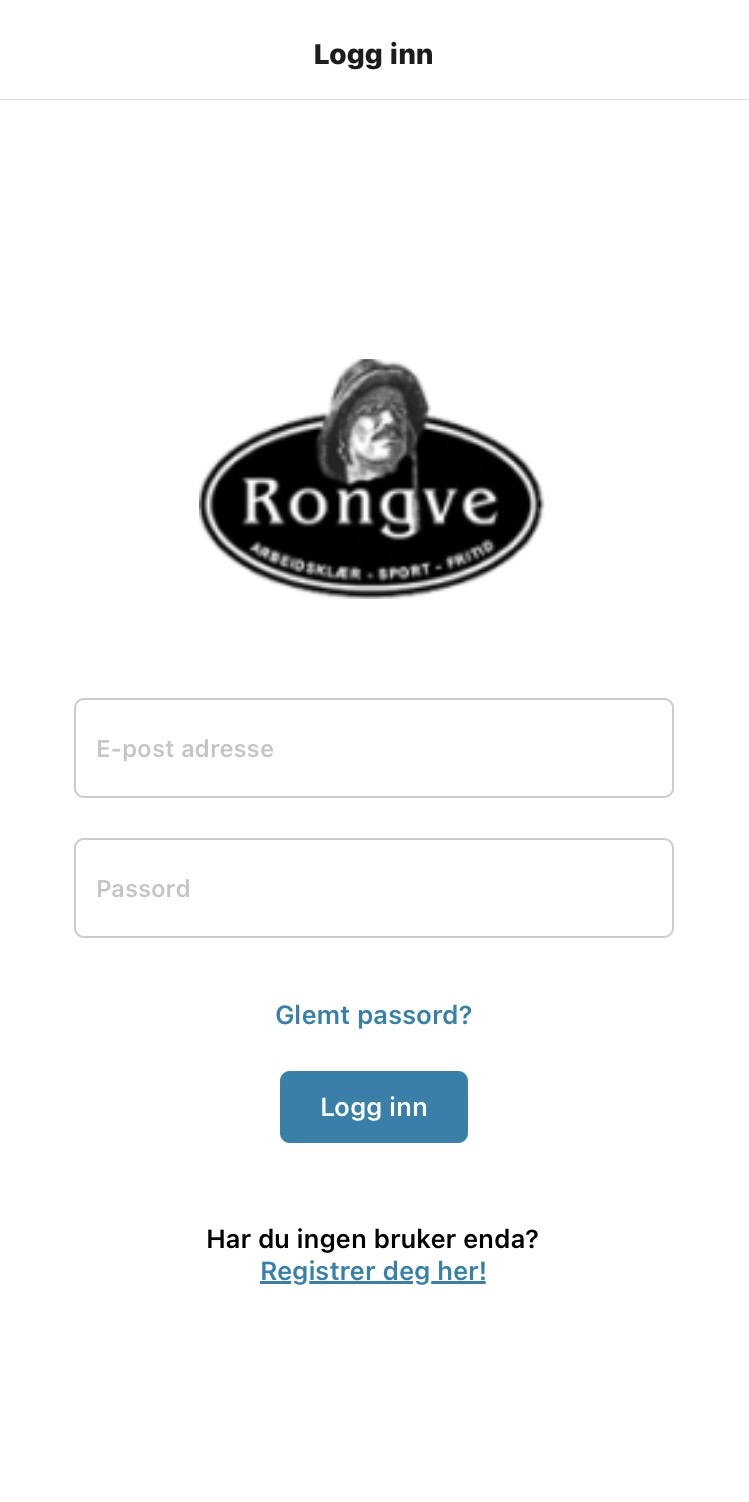 Logg inn
Rongve
ARBEIDSKLÆR - SPORT - FRITID
E-post adresse
Passord
Glemt passord?
Logg inn
Har du ingen bruker enda?
Registrer deg her!